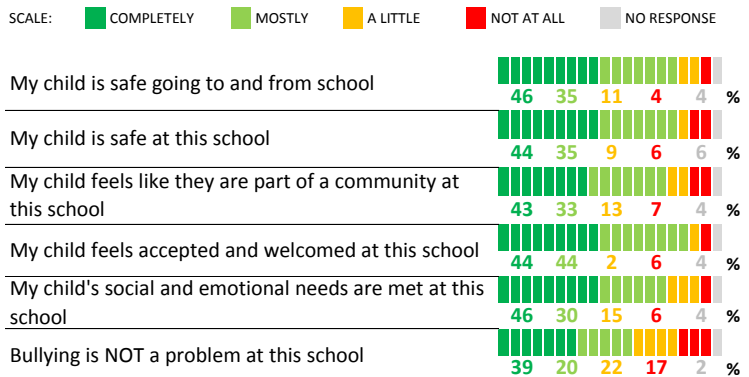 SCALE: COMPLETELY MOSTLY A LITTLE NOT AT ALL NO RESPONSE
My child is safe going to and from school
46 35 11 4 4 %
My child is safe at this school
44 35 9 6 6 %
My child feels like they are part of a community at
this school
43 33 13 7 4 %
My child feels accepted and welcomed at this school
44 44 2 6 4 %
My child's social and emotional needs are met at this
school
46 30 15 6 4 %
Bullying is NOT a problem at this school
39 20 22 17 2 %